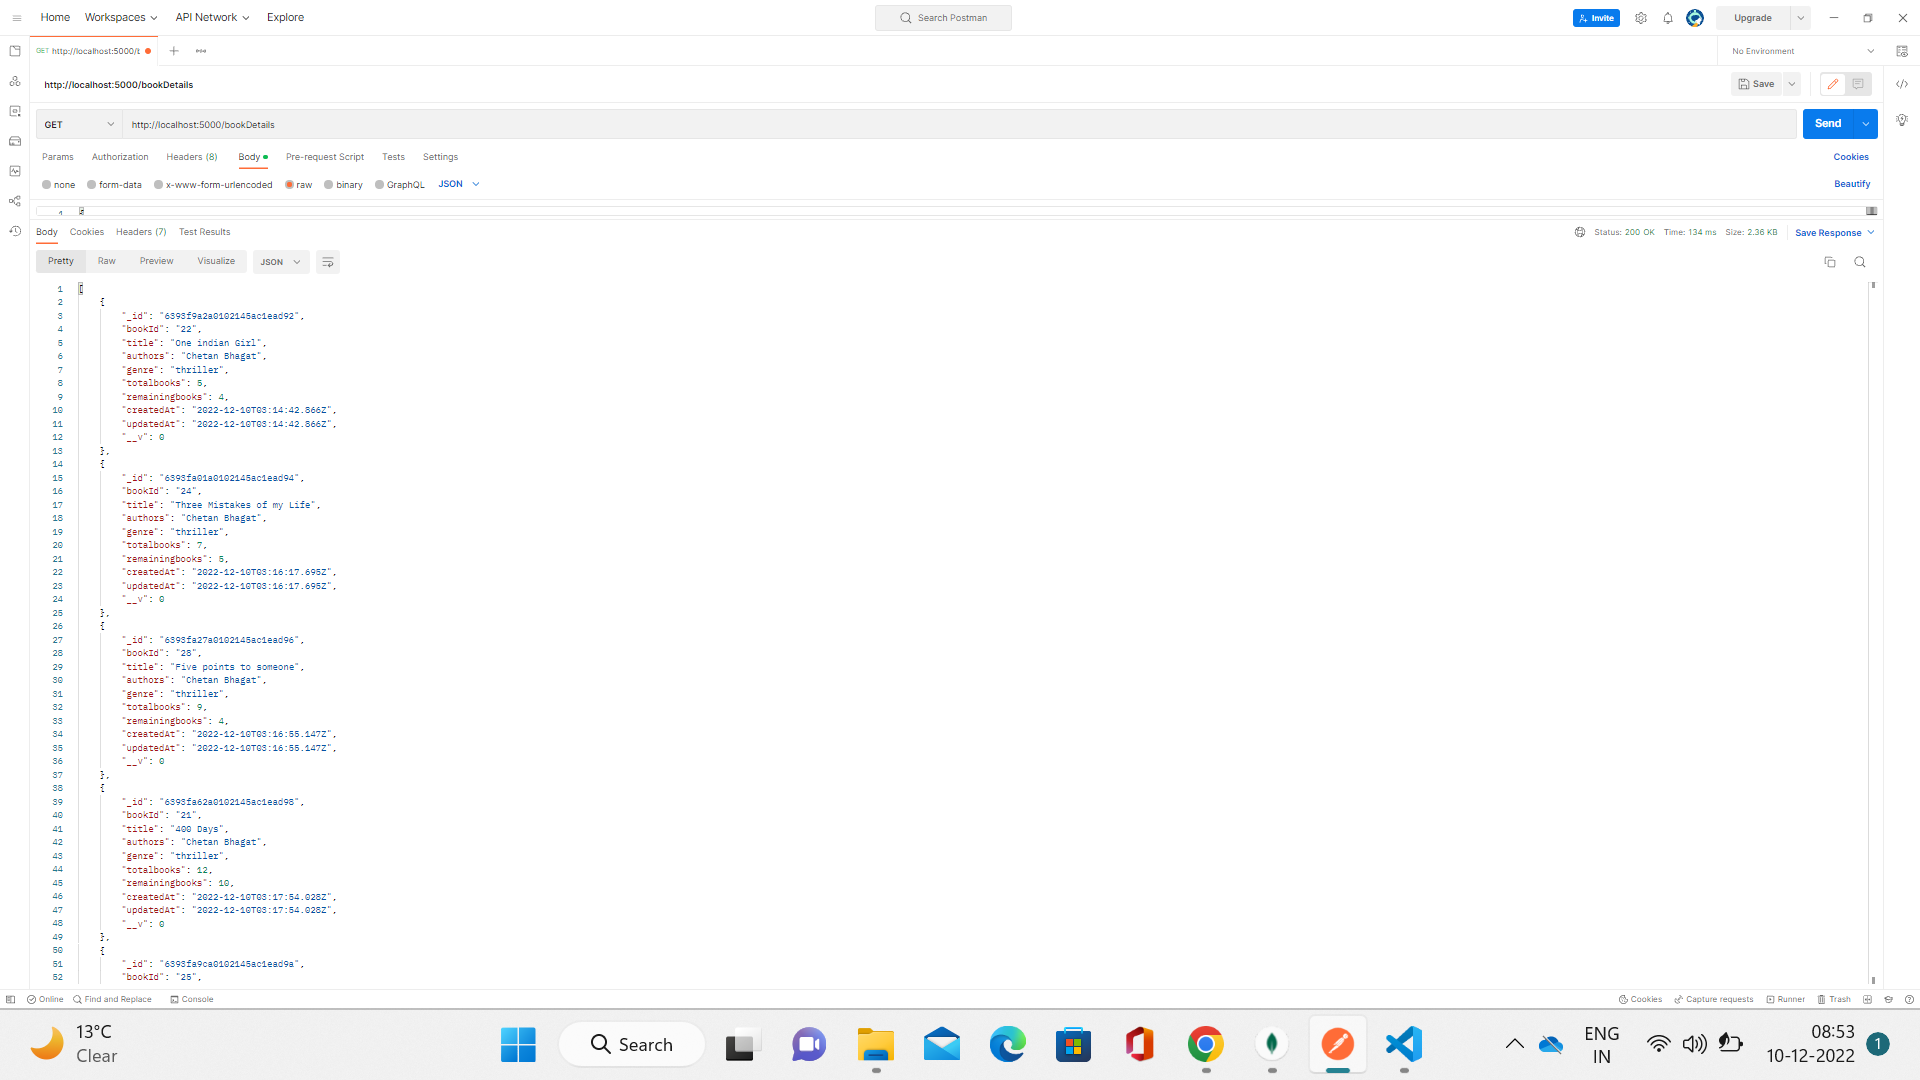 Home Workspaces API Network Explore Search Postman Invite Upgrade
GET http://localhost:5000/b No Environment
http://localhost:5000/bookDetails Save
GET http://localhost:5000/bookDetails Send
Params Authorization Headers (8) Body Pre-request Script Tests Settings Cookies
none form-data x-www-form-urlencoded raw binary GraphQL JSON Beautify
Body Cookies Headers (7) Test Results Status: 200 OK Time: 134 ms Size: 2.36 KB Save Response
Pretty Raw Preview Visualize JSON
1 [
2 {
3 "_id": "6393f9a2a0102145ac1ead92",
4 "bookId": "22",
5 "title": "One indian Girl",
6 "authors": "Chetan Bhagat",
7 "genre": "thriller",
8 "totalbooks": 5,
9 "remainingbooks": 4,
10 "createdAt": "2022-12-10T03:14:42.866Z",
11 "updatedAt": "2022-12-10T03:14:42.866Z",
12 "__v": 0
13 },
14 {
15 "_id": "6393fa01a0102145ac1ead94",
16 "bookId": "24",
17 "title": "Three Mistakes of my Life",
18 "authors": "Chetan Bhagat",
19 "genre": "thriller",
20 "totalbooks": 7,
21 "remainingbooks": 5,
22 "createdAt": "2022-12-10T03:16:17.695Z",
23 "updatedAt": "2022-12-10T03:16:17.695Z",
24 "__v": 0
25 },
26 {
27 "_id": "6393fa27a0102145ac1ead96",
28 "bookId": "28",
29 "title": "Five points to someone",
30 "authors": "Chetan Bhagat",
31 "genre": "thriller",
32 "totalbooks": 9,
33 "remainingbooks": 4,
34 "createdAt": "2022-12-10T03:16:55.147Z",
35 "updatedAt": "2022-12-10T03:16:55.147Z",
36 "__v": 0
37 },
38 {
39 "_id": "6393fa62a0102145ac1ead98",
40 "bookId": "21",
41 "title": "400 Days",
42 "authors": "Chetan Bhagat",
43 "genre": "thriller",
44 "totalbooks": 12,
45 "remainingbooks": 10,
46 "createdAt": "2022-12-10T03:17:54.028Z",
47 "updatedAt": "2022-12-10T03:17:54.028Z",
48 "__v": 0
49 },
50 {
51 "_id": "6393fa9ca0102145ac1ead9a",
52 "bookId": "25",
Online Find and Replace Console Cookies Capture requests Runner Trash
13°C
Clear
Search
ENG
IN
08:53
10-12-2022
1